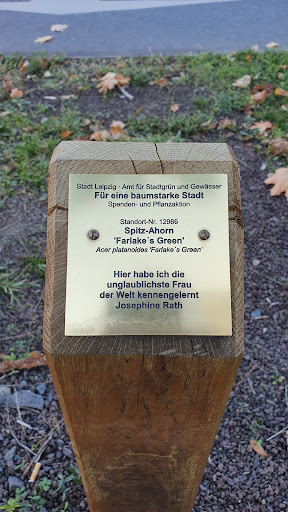 Stadt Leipzig - Amt für Stadtgrün und Gewässer
Für eine baumstarke Stadt
Spenden- und Pflanzaktion
Standort-Nr. 12986
Spitz-Ahorn
'Farlake´s Green'
Acer platanoides 'Farlake´s Green'
Hier habe ich die
unglaublichste Frau
der Welt kennengelernt
Josephine Rath